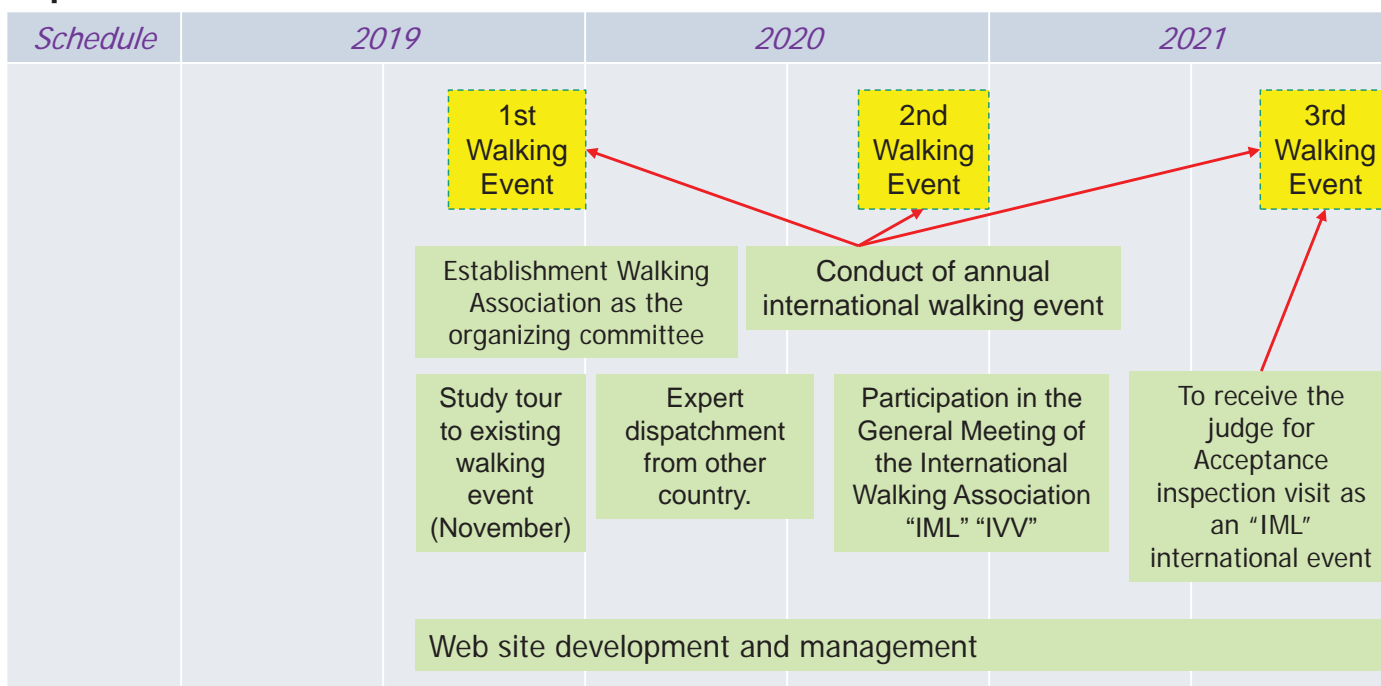 Schedule
2019
2020
2021
1st
Walking
Event
2nd
Walking
Event
3rd
Walking
Event
Establishment Walking
Association as the
organizing committee
Conduct of annual
international walking event
Study tour
to existing
walking
event
(November)
Expert
dispatchment
from other
country.
Participation in the
General Meeting of
the International
Walking Association
“IML” “IVV”
To receive the
judge for
Acceptance
inspection visit as
an “IML”
international event
Web site development and management